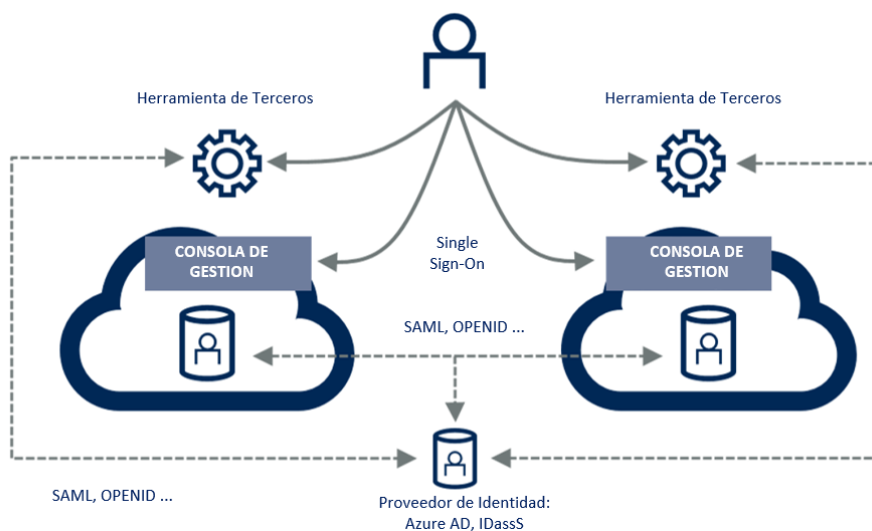 Herramienta de Terceros
Herramienta de Terceros
CONSOLA DE
GESTION
Single
Sign-On
CONSOLA DE
GESTION
SAML, OPENID ...
SAML, OPENID ...
Proveedor de Identidad:
Azure AD, IDassS